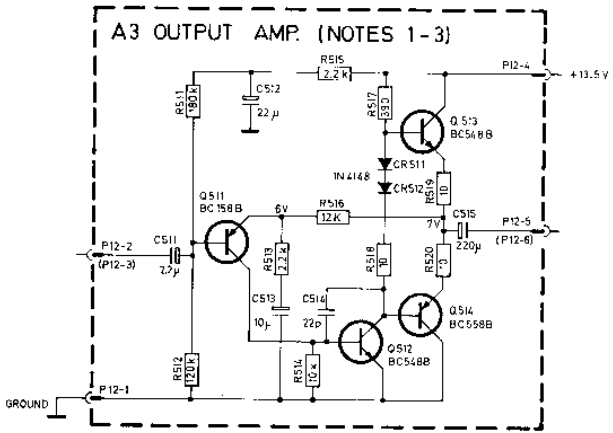 A3 OUTPUT AMP. (NOTES 1-3)
R515
2.2k
P12-4
+13.5V
R511
180k
C512
22µ
R517
390
Q513
BC548B
1N4148
CR511
CR512
R519
10
Q511
BC158B
6V
R516
12K
7V
C515
220µ
P12-5
(P12-6)
P12-2
(P12-3)
C511
2,2µ
R513
2.2k
R518
10
R520
10
C513
10µ
C514
22p
Q514
BC558B
R512
120k
R514
10k
Q512
BC548B
P12-1
GROUND